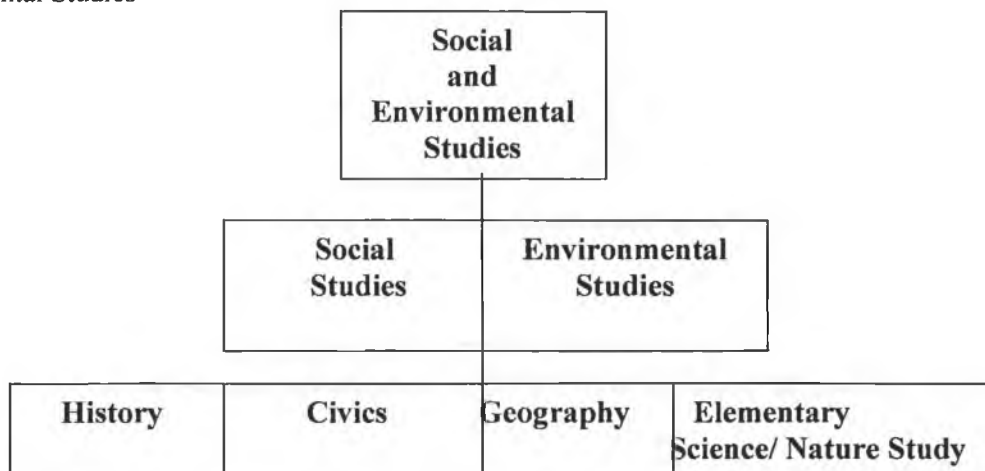 Social
and
Environmental
Studies
Social
Studies
Environmental
Studies
History
Civics
Geography
Elementary
Science/ Nature Study